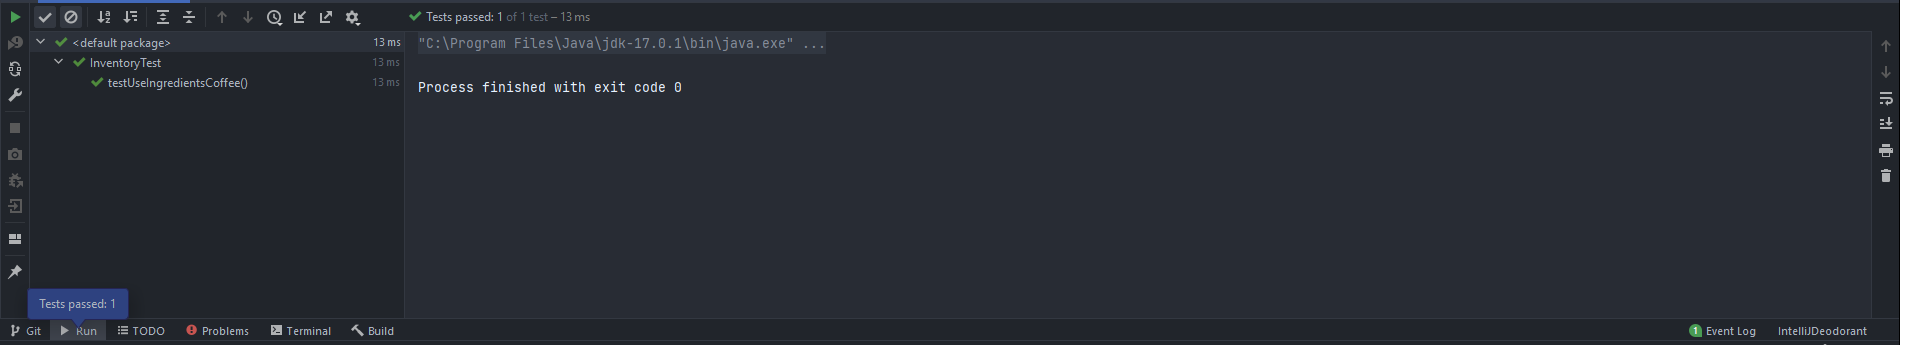 Tests passed: 1 of 1 test – 13 ms
<default package> 13 ms
InventoryTest 13 ms
testUseIngredientsCoffee() 13 ms
"C:\Program Files\Java\jdk-17.0.1\bin\java.exe" ...
Process finished with exit code 0
Tests passed: 1
Git Run TODO Problems Terminal Build 1 Event Log IntelliJDeodorant